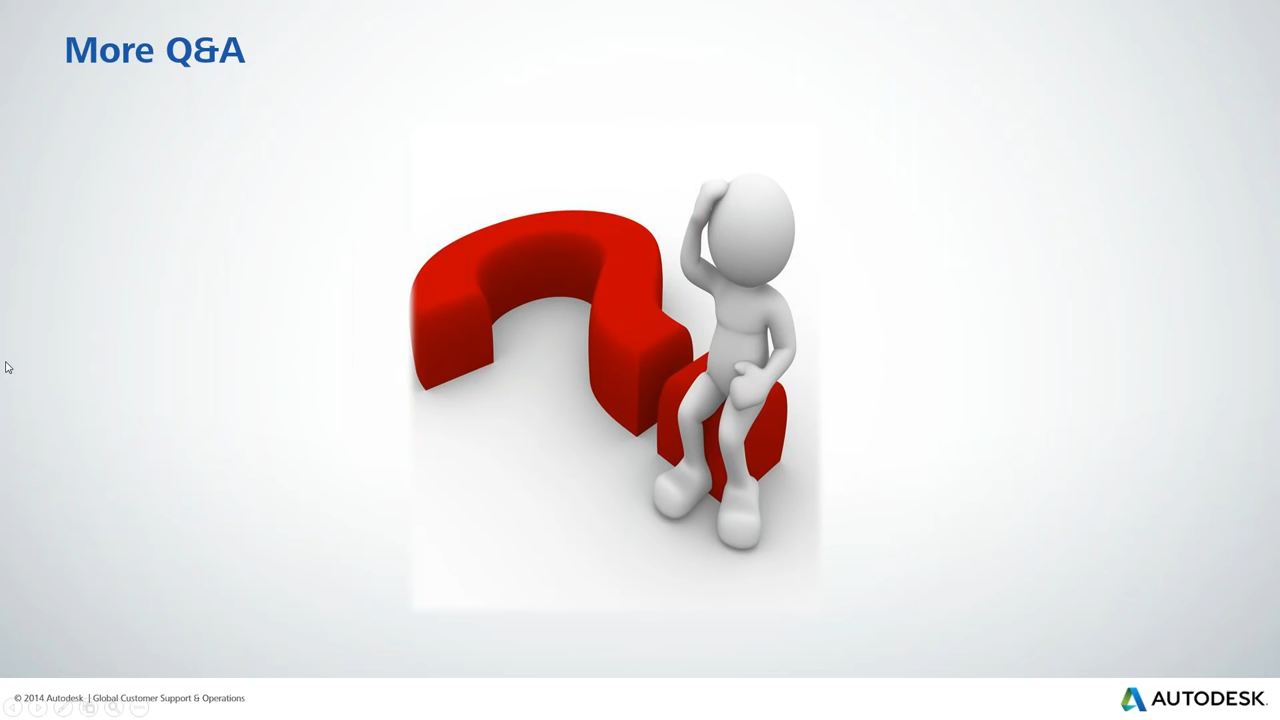 More Q&A
© 2014 Autodesk | Global Customer Support & Operations
AUTODESK.